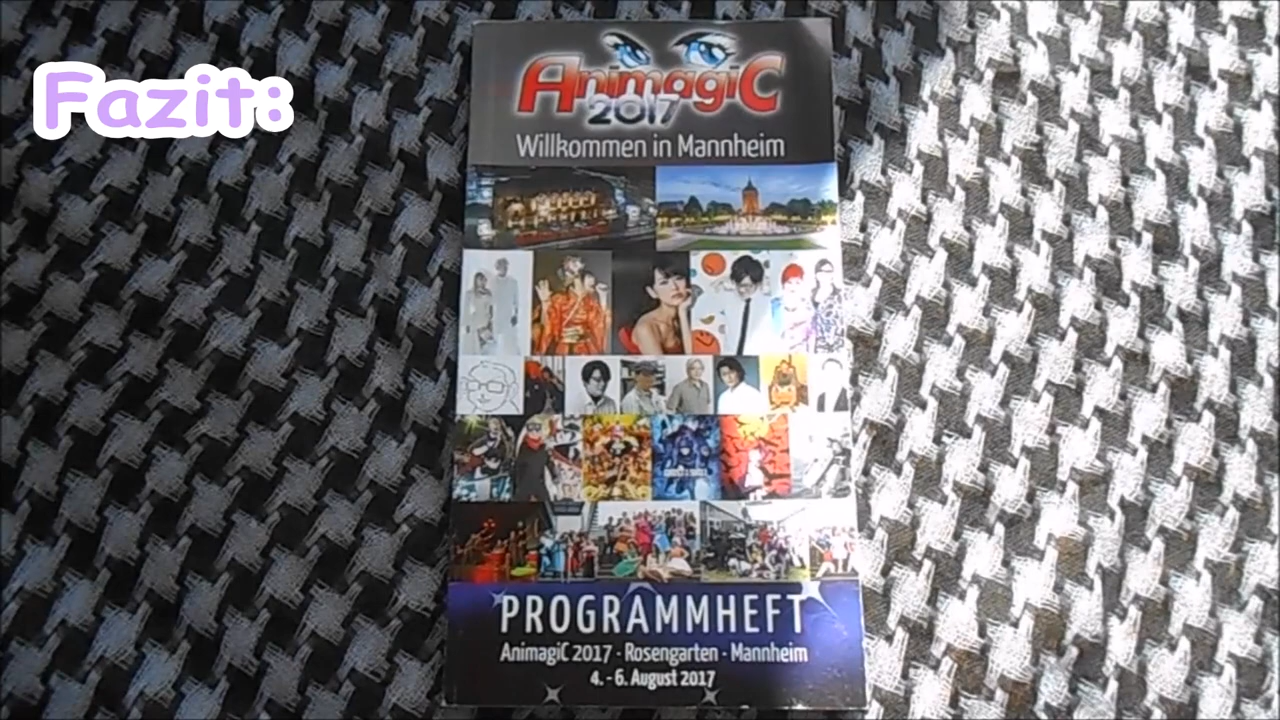 Fazit:
AnimagiC
2017
Willkommen in Mannheim
PROGRAMMHEFT
AnimagiC 2017 · Rosengarten · Mannheim
4. - 6. August 2017